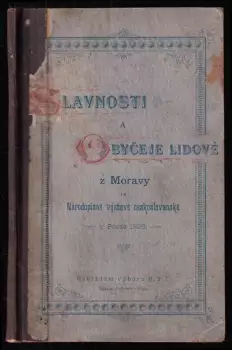 SLAVNOSTI
A
OBYČEJE LIDOVÉ
z Moravy
na
Národopisné výstavě českoslovanské
v Praze 1895.